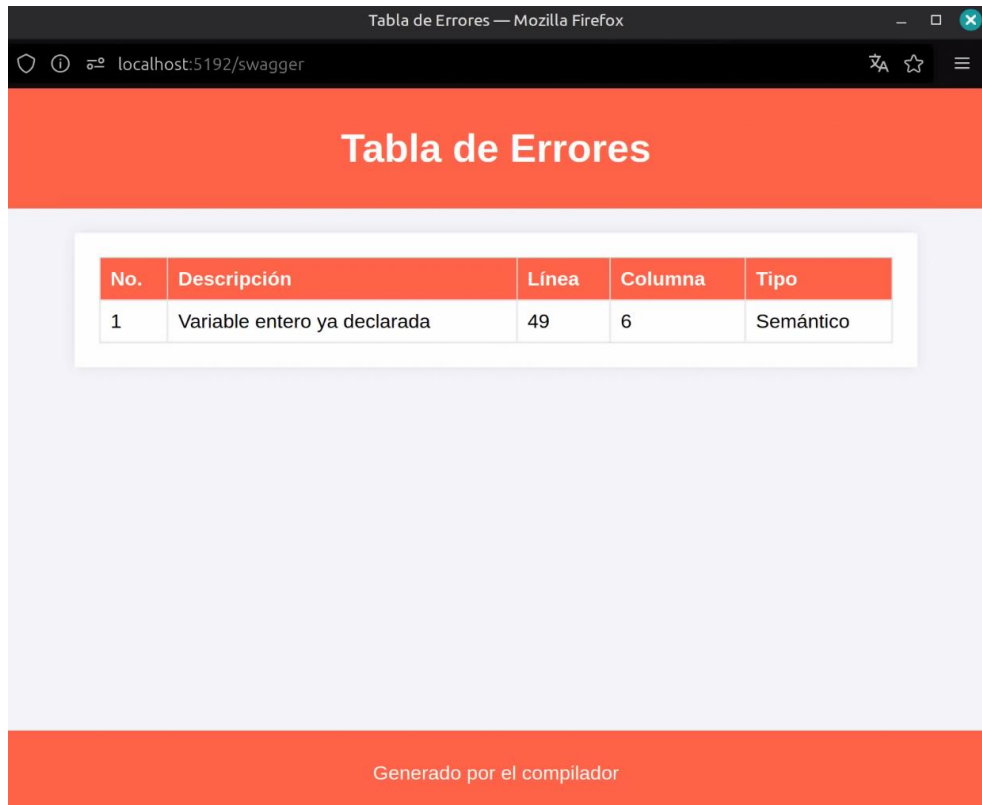 Tabla de Errores — Mozilla Firefox
localhost:5192/swagger
Tabla de Errores
No. Descripción Línea Columna Tipo
1 Variable entero ya declarada 49 6 Semántico
Generado por el compilador